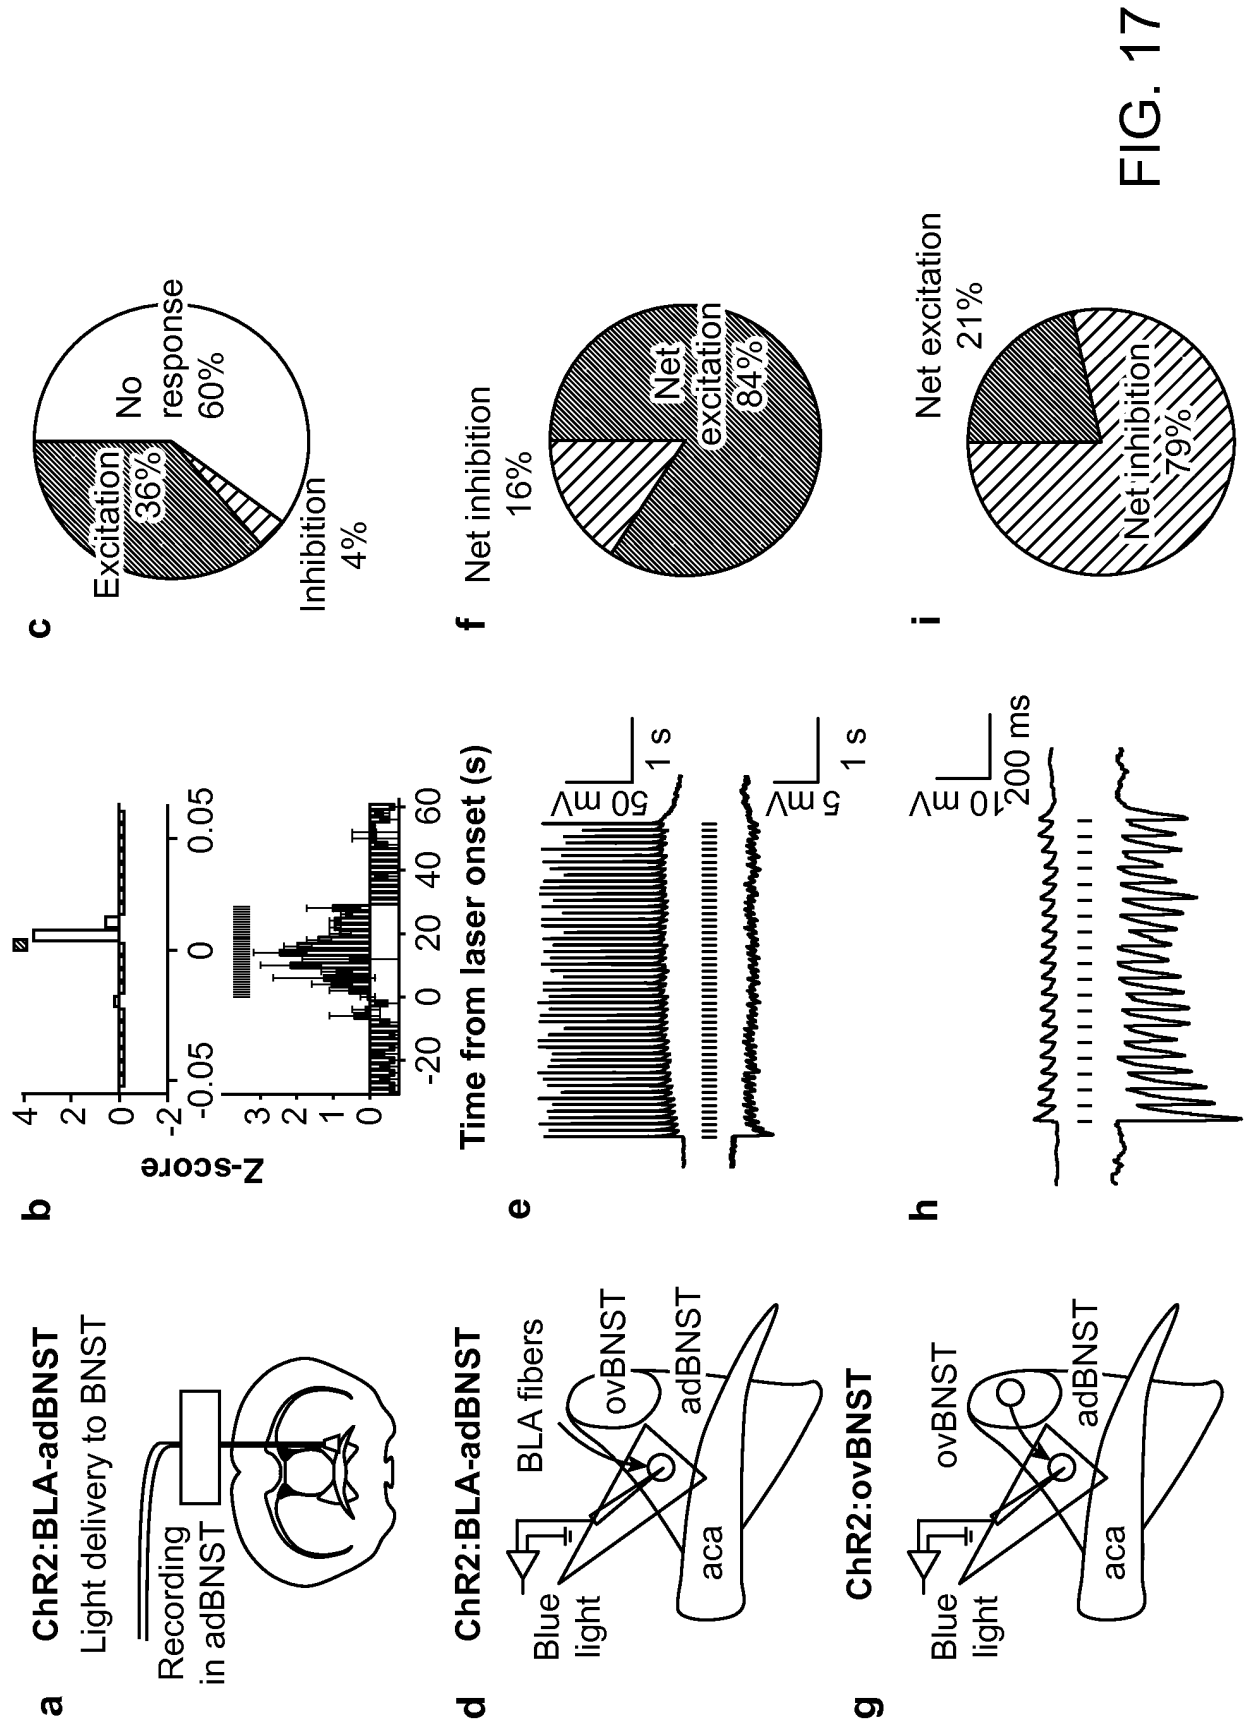 a
ChR2:BLA-adBNST
Light delivery to BNST
Recording
in adBNST
b
Z-score
4
2
0
-2
-0.05
0
0.05
3
2
1
0
-20
0
20
40
60
Time from laser onset (s)
c
Excitation
36%
No
response
60%
Inhibition
4%
d
ChR2:BLA-adBNST
Blue
light
BLA fibers
ovBNST
adBNST
aca
e
50 mV
1 s
5 mV
1 s
f
Net inhibition
16%
Net
excitation
84%
g
ChR2:ovBNST
Blue
light
ovBNST
adBNST
aca
h
10 mV
200 ms
i
Net excitation
21%
Net inhibition
79%
FIG. 17